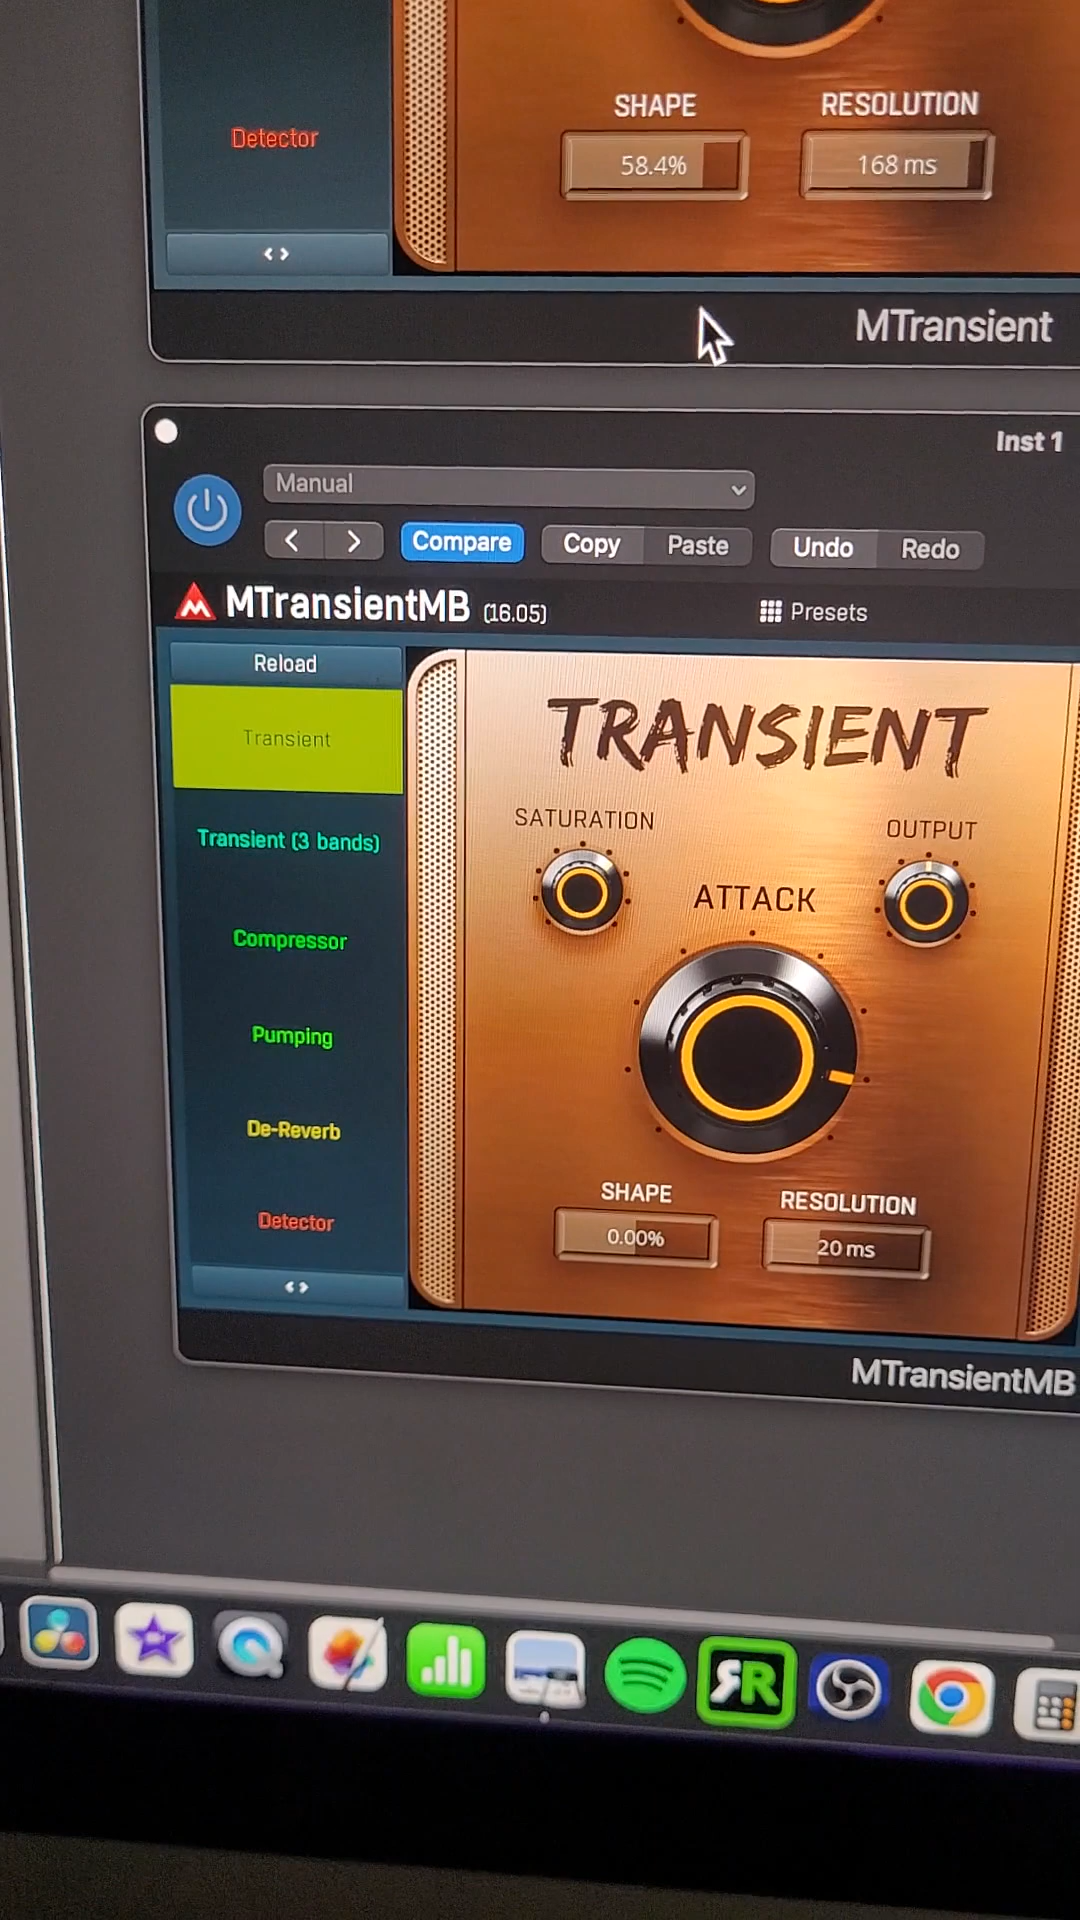 SHAPE RESOLUTION
Detector
58.4% 168 ms
MTransient
Inst 1
Manual
Compare Copy Paste Undo Redo
MTransientMB (16.05) Presets
Reload
TRANSIENT
Transient
SATURATION OUTPUT
Transient (3 bands)
ATTACK
Compressor
Pumping
De-Reverb
SHAPE RESOLUTION
Detector
0.00% 20 ms
MTransientMB
RR